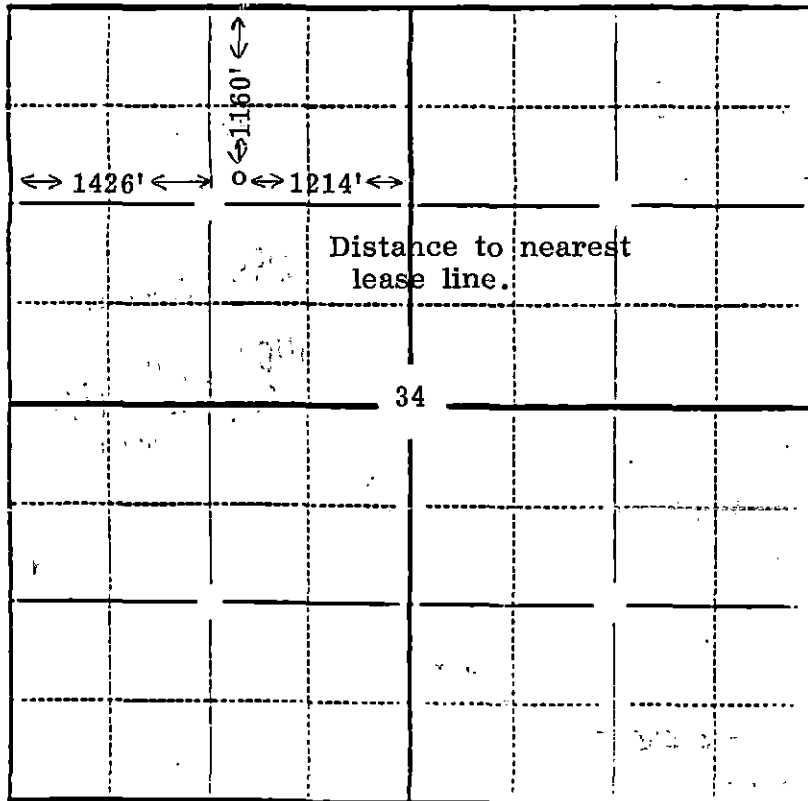 1160'
1426' o 1214'
Distance to nearest
lease line.
34